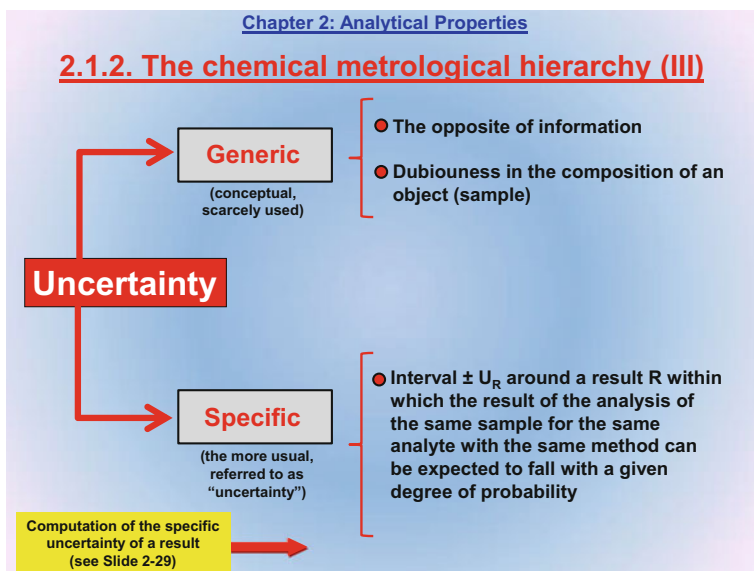 Chapter 2: Analytical Properties
2.1.2. The chemical metrological hierarchy (III)
Generic
(conceptual,
scarcely used)
The opposite of information
Dubiouness in the composition of an
object (sample)
Uncertainty
Specific
(the more usual,
referred to as
“uncertainty”)
Interval ± UR around a result R within
which the result of the analysis of
the same sample for the same
analyte with the same method can
be expected to fall with a given
degree of probability
Computation of the specific
uncertainty of a result
(see Slide 2-29)